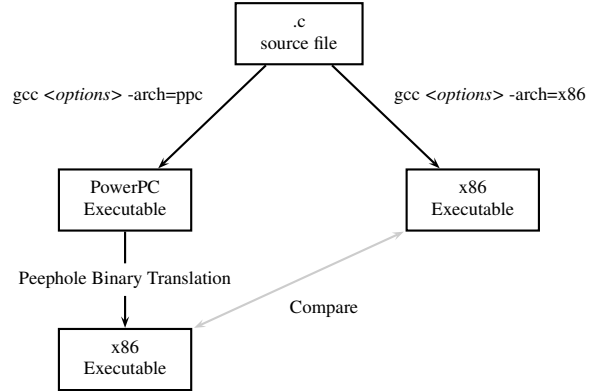 .c
source file
gcc <options> -arch=ppc
gcc <options> -arch=x86
PowerPC
Executable
x86
Executable
Peephole Binary Translation
Compare
x86
Executable